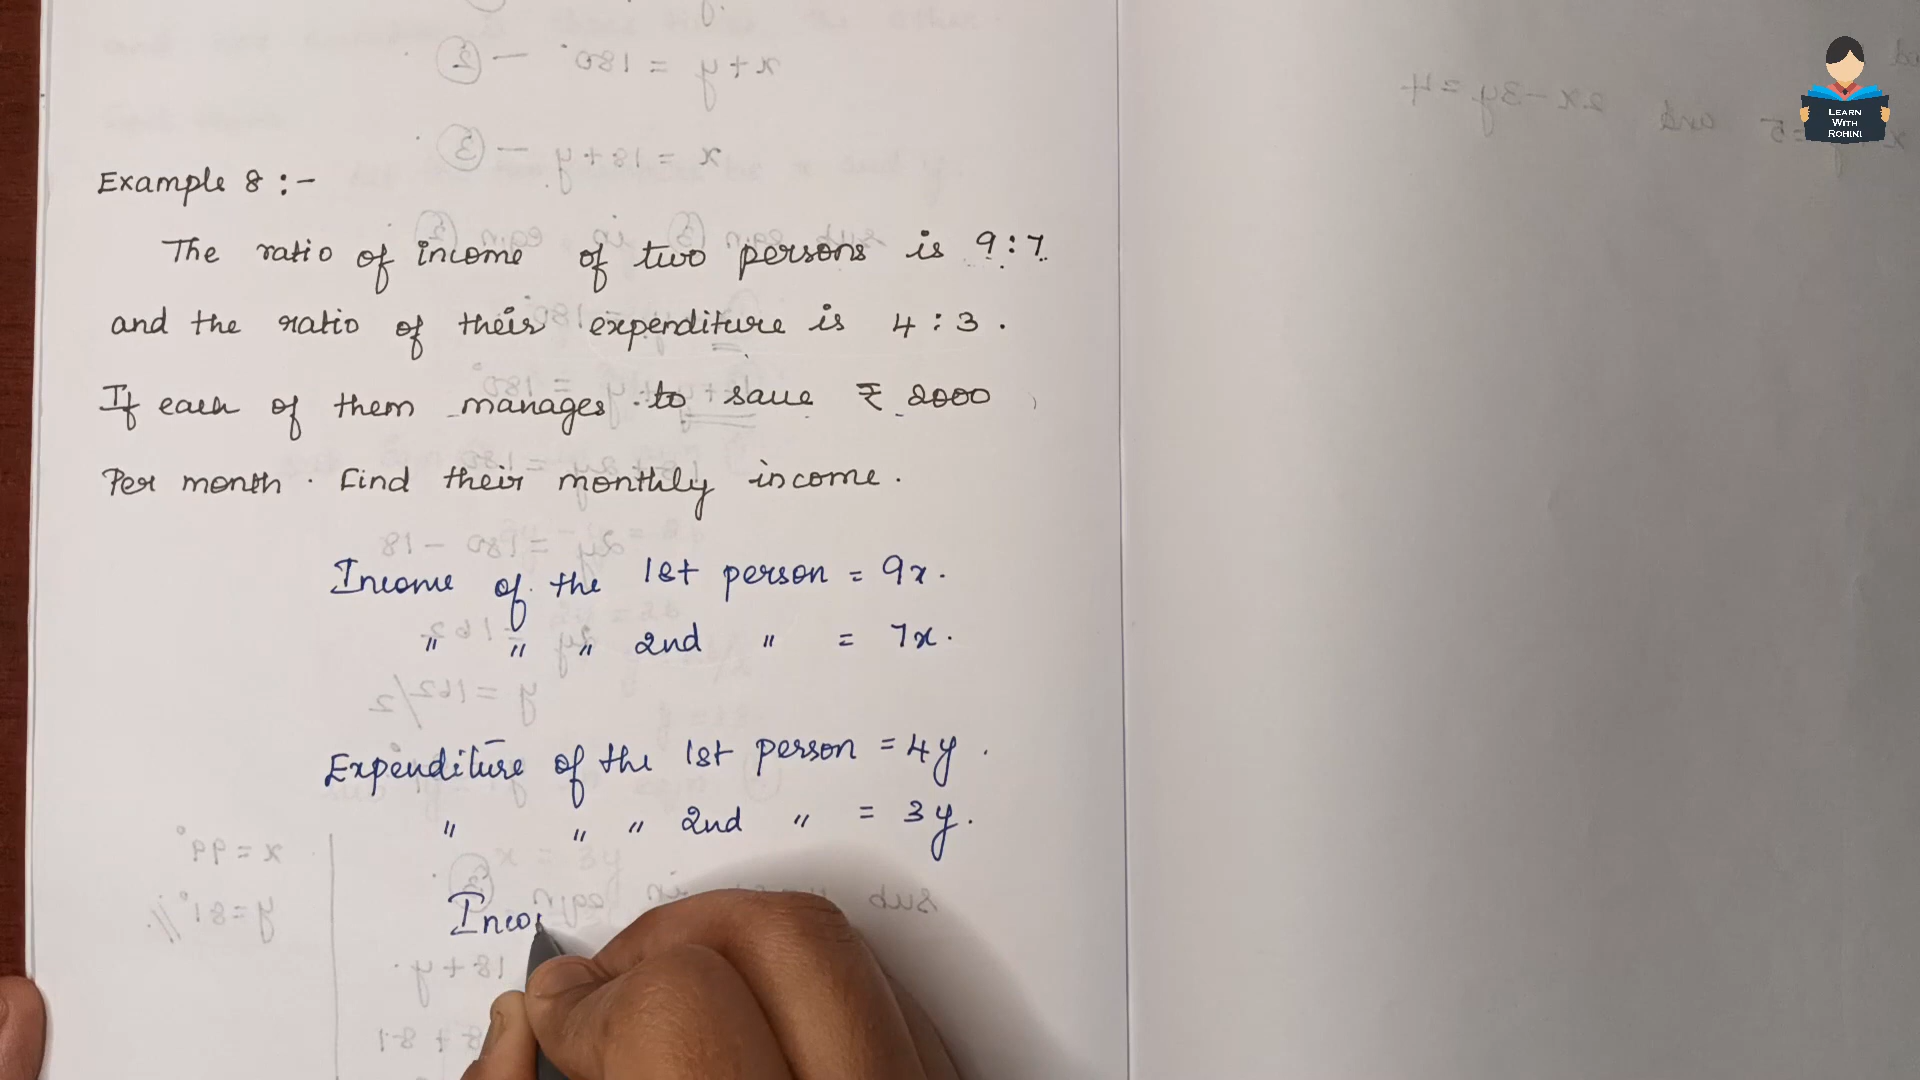 Example 8 :-
The ratio of income of two persons is 9:7
and the ratio of their expenditure is 4 : 3 .
If each of them manages to save ₹ 2000
Per month . Find their monthly income .
Income of the 1st person = 9x .
〃 〃 〃 2nd 〃 = 7x .
Expenditure of the 1st person = 4y .
〃 〃 〃 2nd 〃 = 3y .
Inco
LEARN
WITH
ROHINI